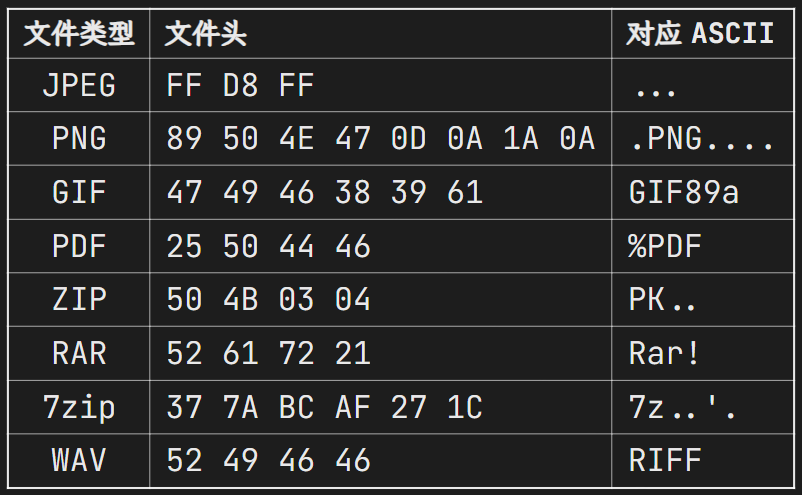 文件类型 文件头 对应 ASCII
JPEG FF D8 FF ...
PNG 89 50 4E 47 0D 0A 1A 0A .PNG....
GIF 47 49 46 38 39 61 GIF89a
PDF 25 50 44 46 %PDF
ZIP 50 4B 03 04 PK..
RAR 52 61 72 21 Rar!
7zip 37 7A BC AF 27 1C 7z..'.
WAV 52 49 46 46 RIFF